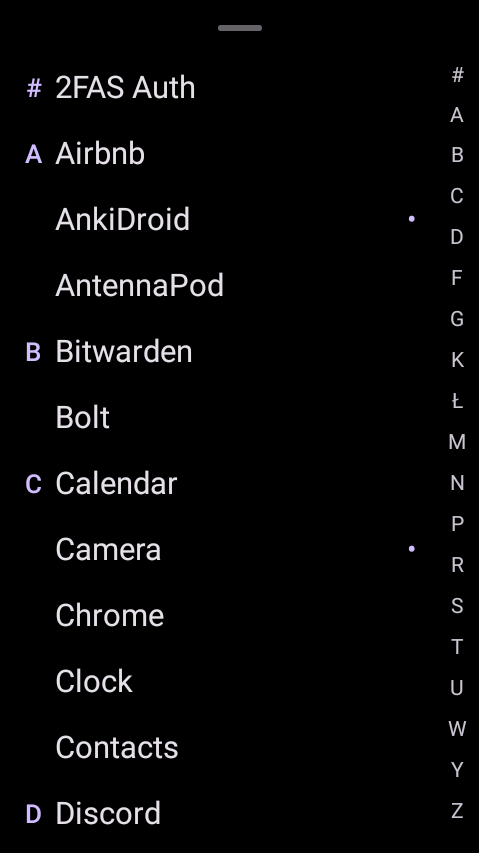 # 2FAS Auth
A Airbnb
AnkiDroid
AntennaPod
B Bitwarden
Bolt
C Calendar
Camera
Chrome
Clock
Contacts
D Discord
#
A
B
C
D
F
G
K
Ł
M
N
P
R
S
T
U
W
Y
Z